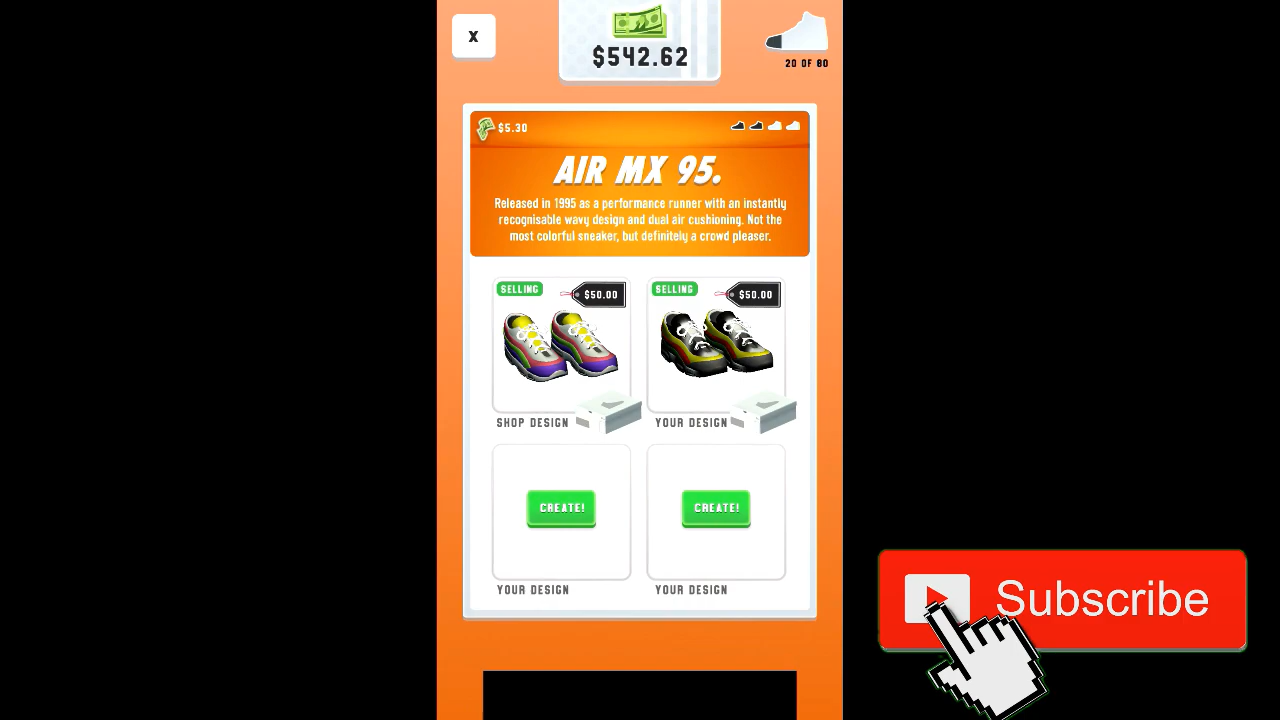 X
$542.62
20 OF 80
$5.30
AIR MX 95.
Released in 1995 as a performance runner with an instantly
recognisable wavy design and dual air cushioning. Not the
most colorful sneaker, but definitely a crowd pleaser.
SELLING
$50.00
SELLING
$50.00
SHOP DESIGN
YOUR DESIGN
CREATE!
CREATE!
YOUR DESIGN
YOUR DESIGN
Subscribe